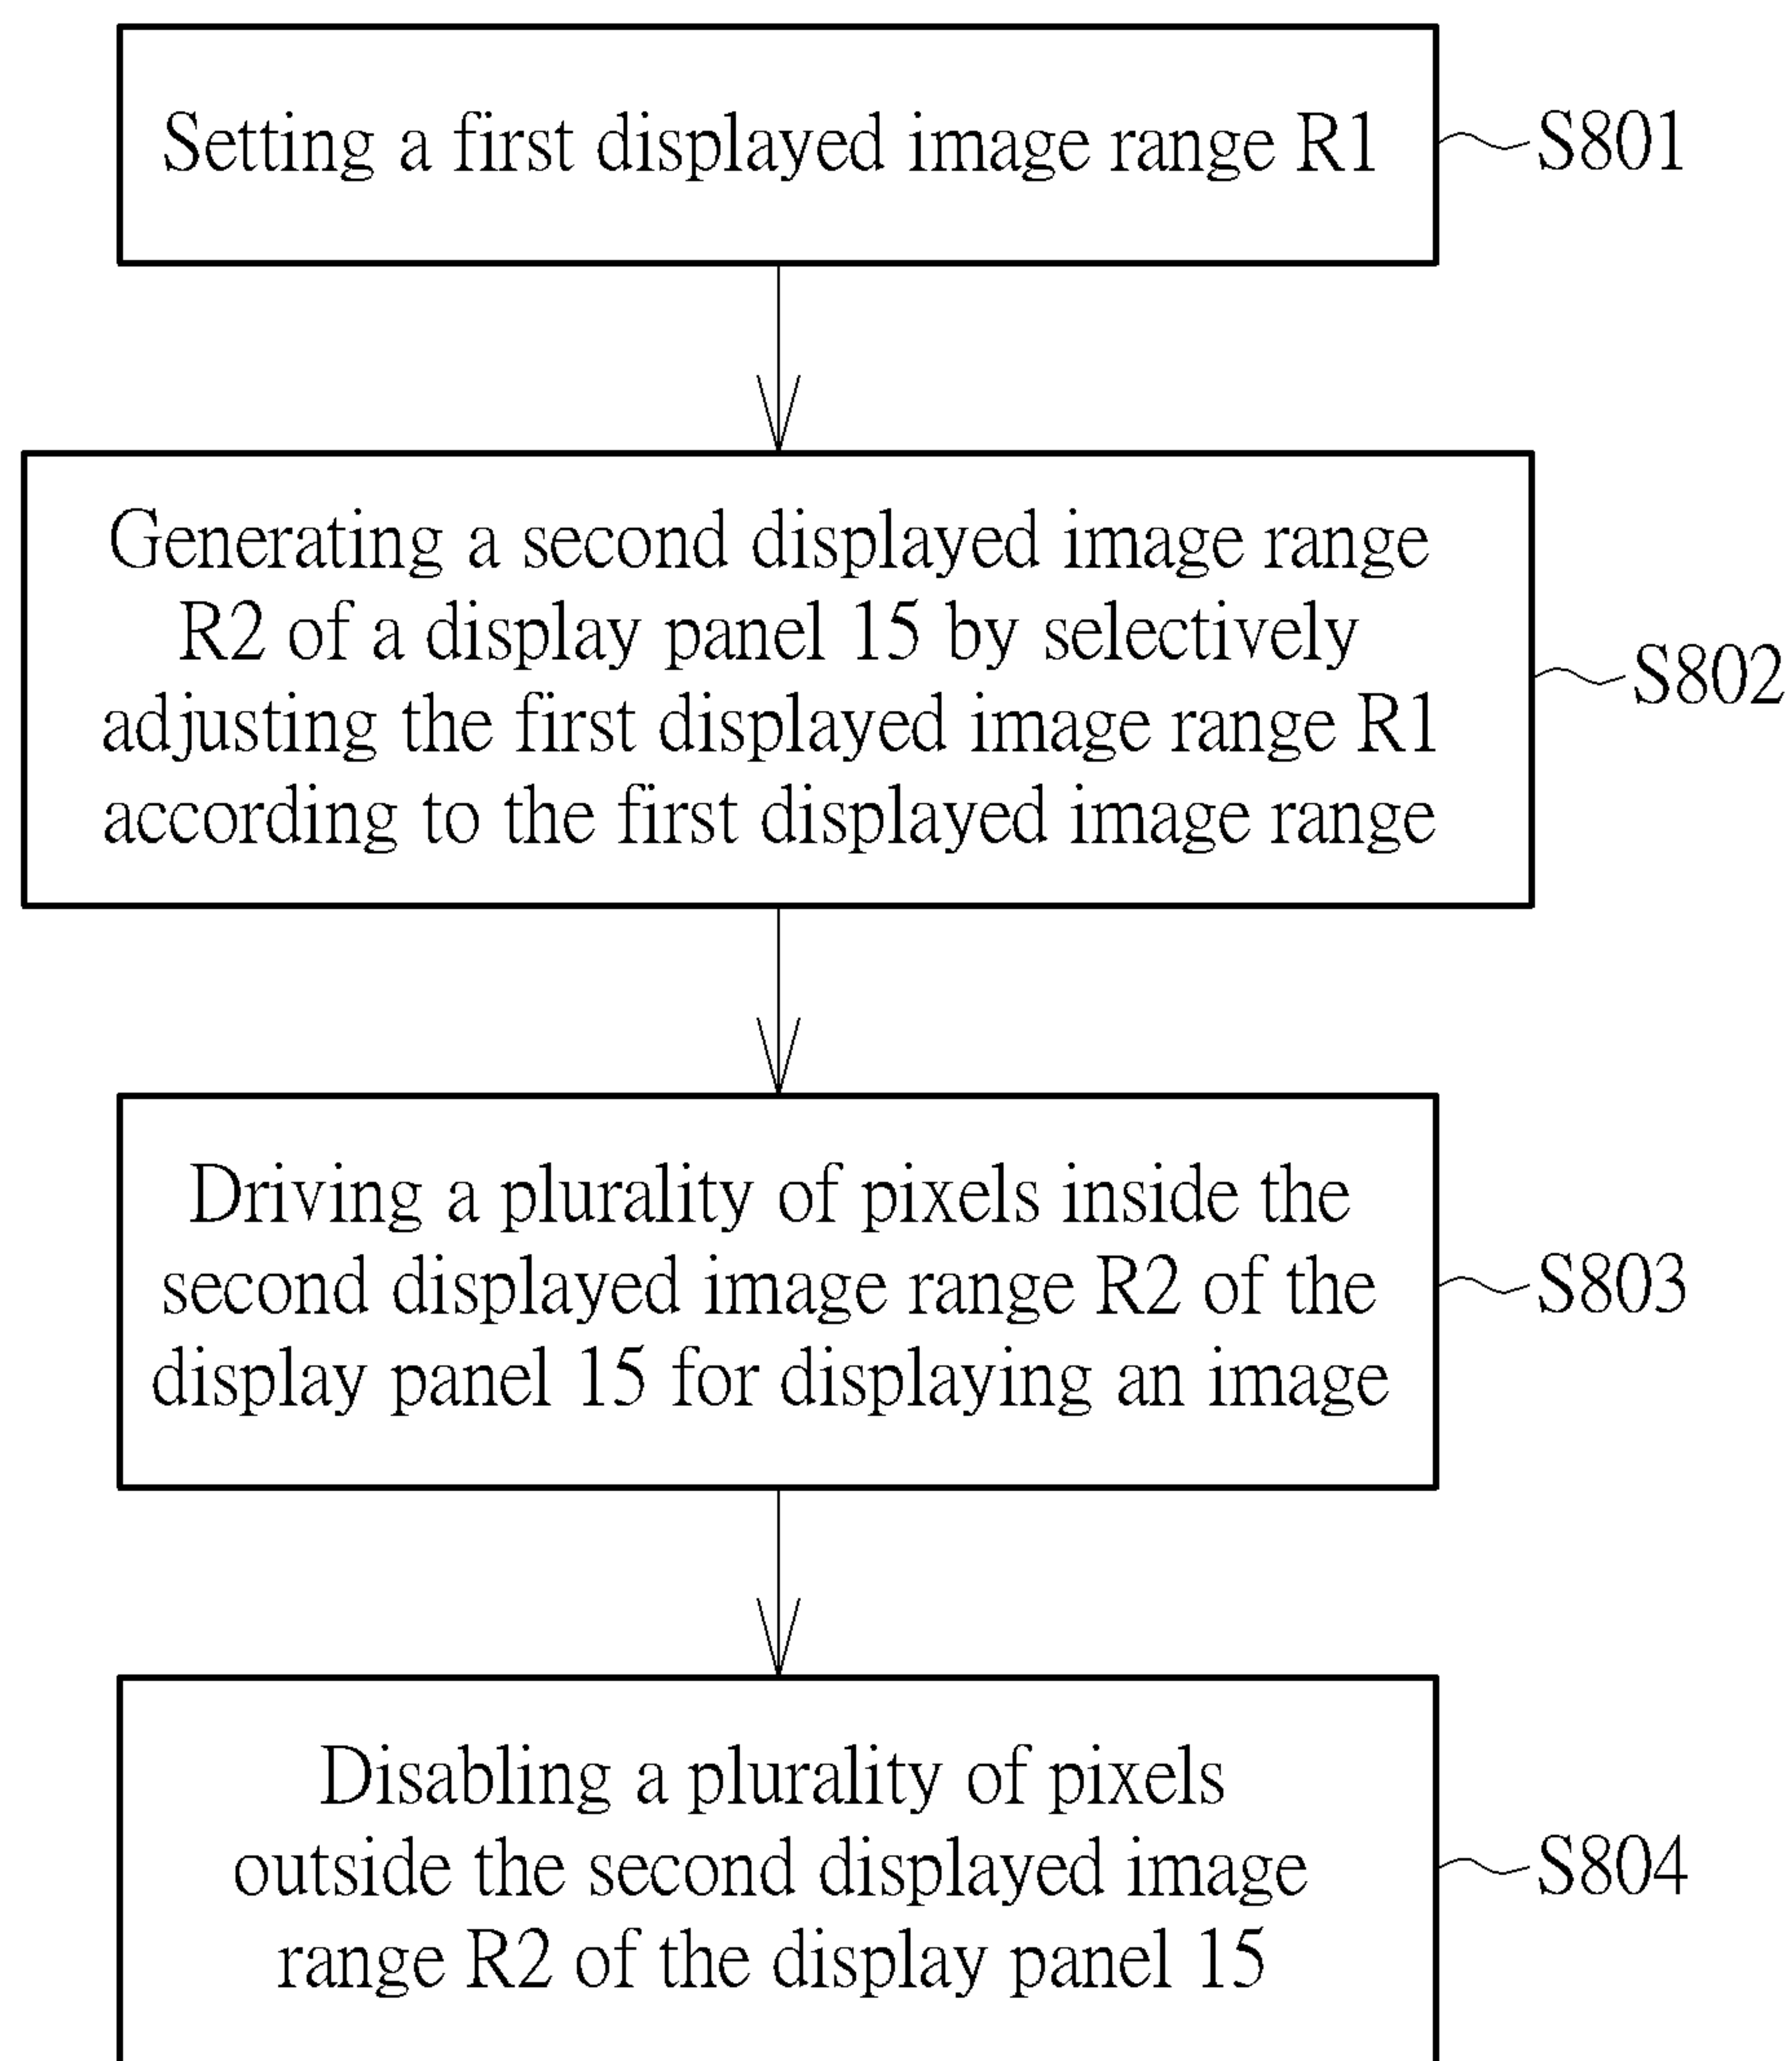 Setting a first displayed image range R1
S801
Generating a second displayed image range
R2 of a display panel 15 by selectively
adjusting the first displayed image range R1
according to the first displayed image range
S802
Driving a plurality of pixels inside the
second displayed image range R2 of the
display panel 15 for displaying an image
S803
Disabling a plurality of pixels
outside the second displayed image
range R2 of the display panel 15
S804